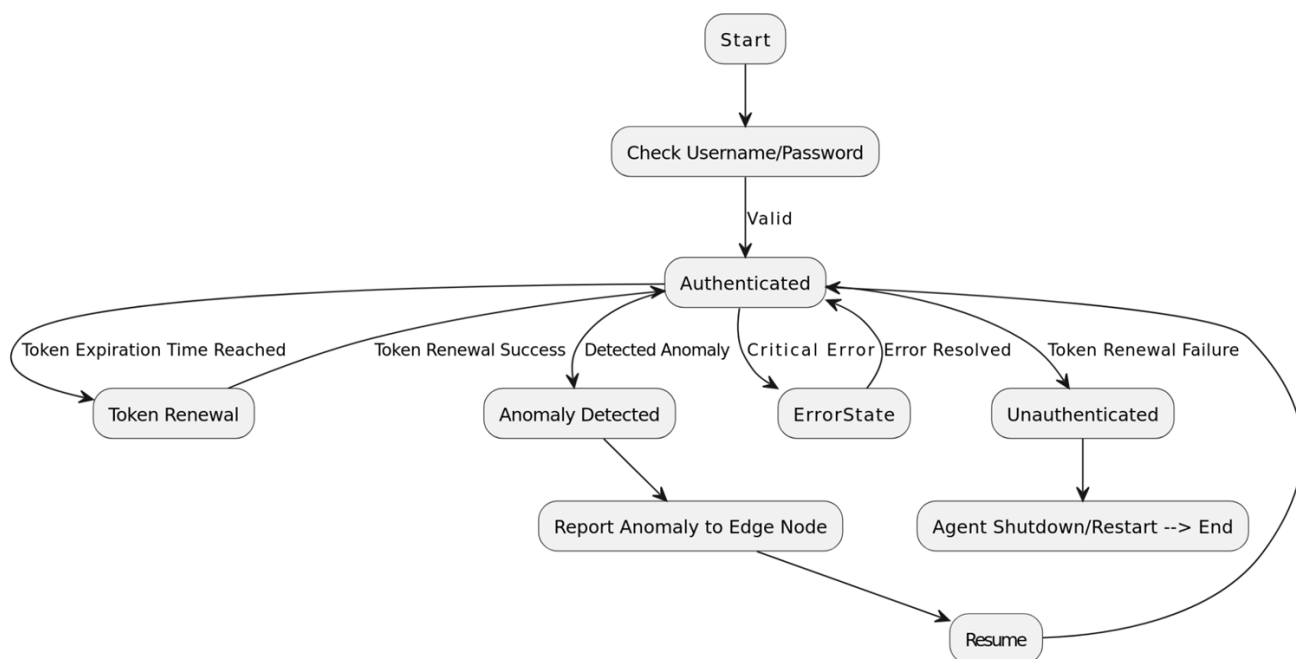 Start
Check Username/Password
Valid
Authenticated
Token Expiration Time Reached
Token Renewal Success
Detected Anomaly
Critical Error
Error Resolved
Token Renewal Failure
Token Renewal
Anomaly Detected
ErrorState
Unauthenticated
Report Anomaly to Edge Node
Agent Shutdown/Restart --> End
Resume